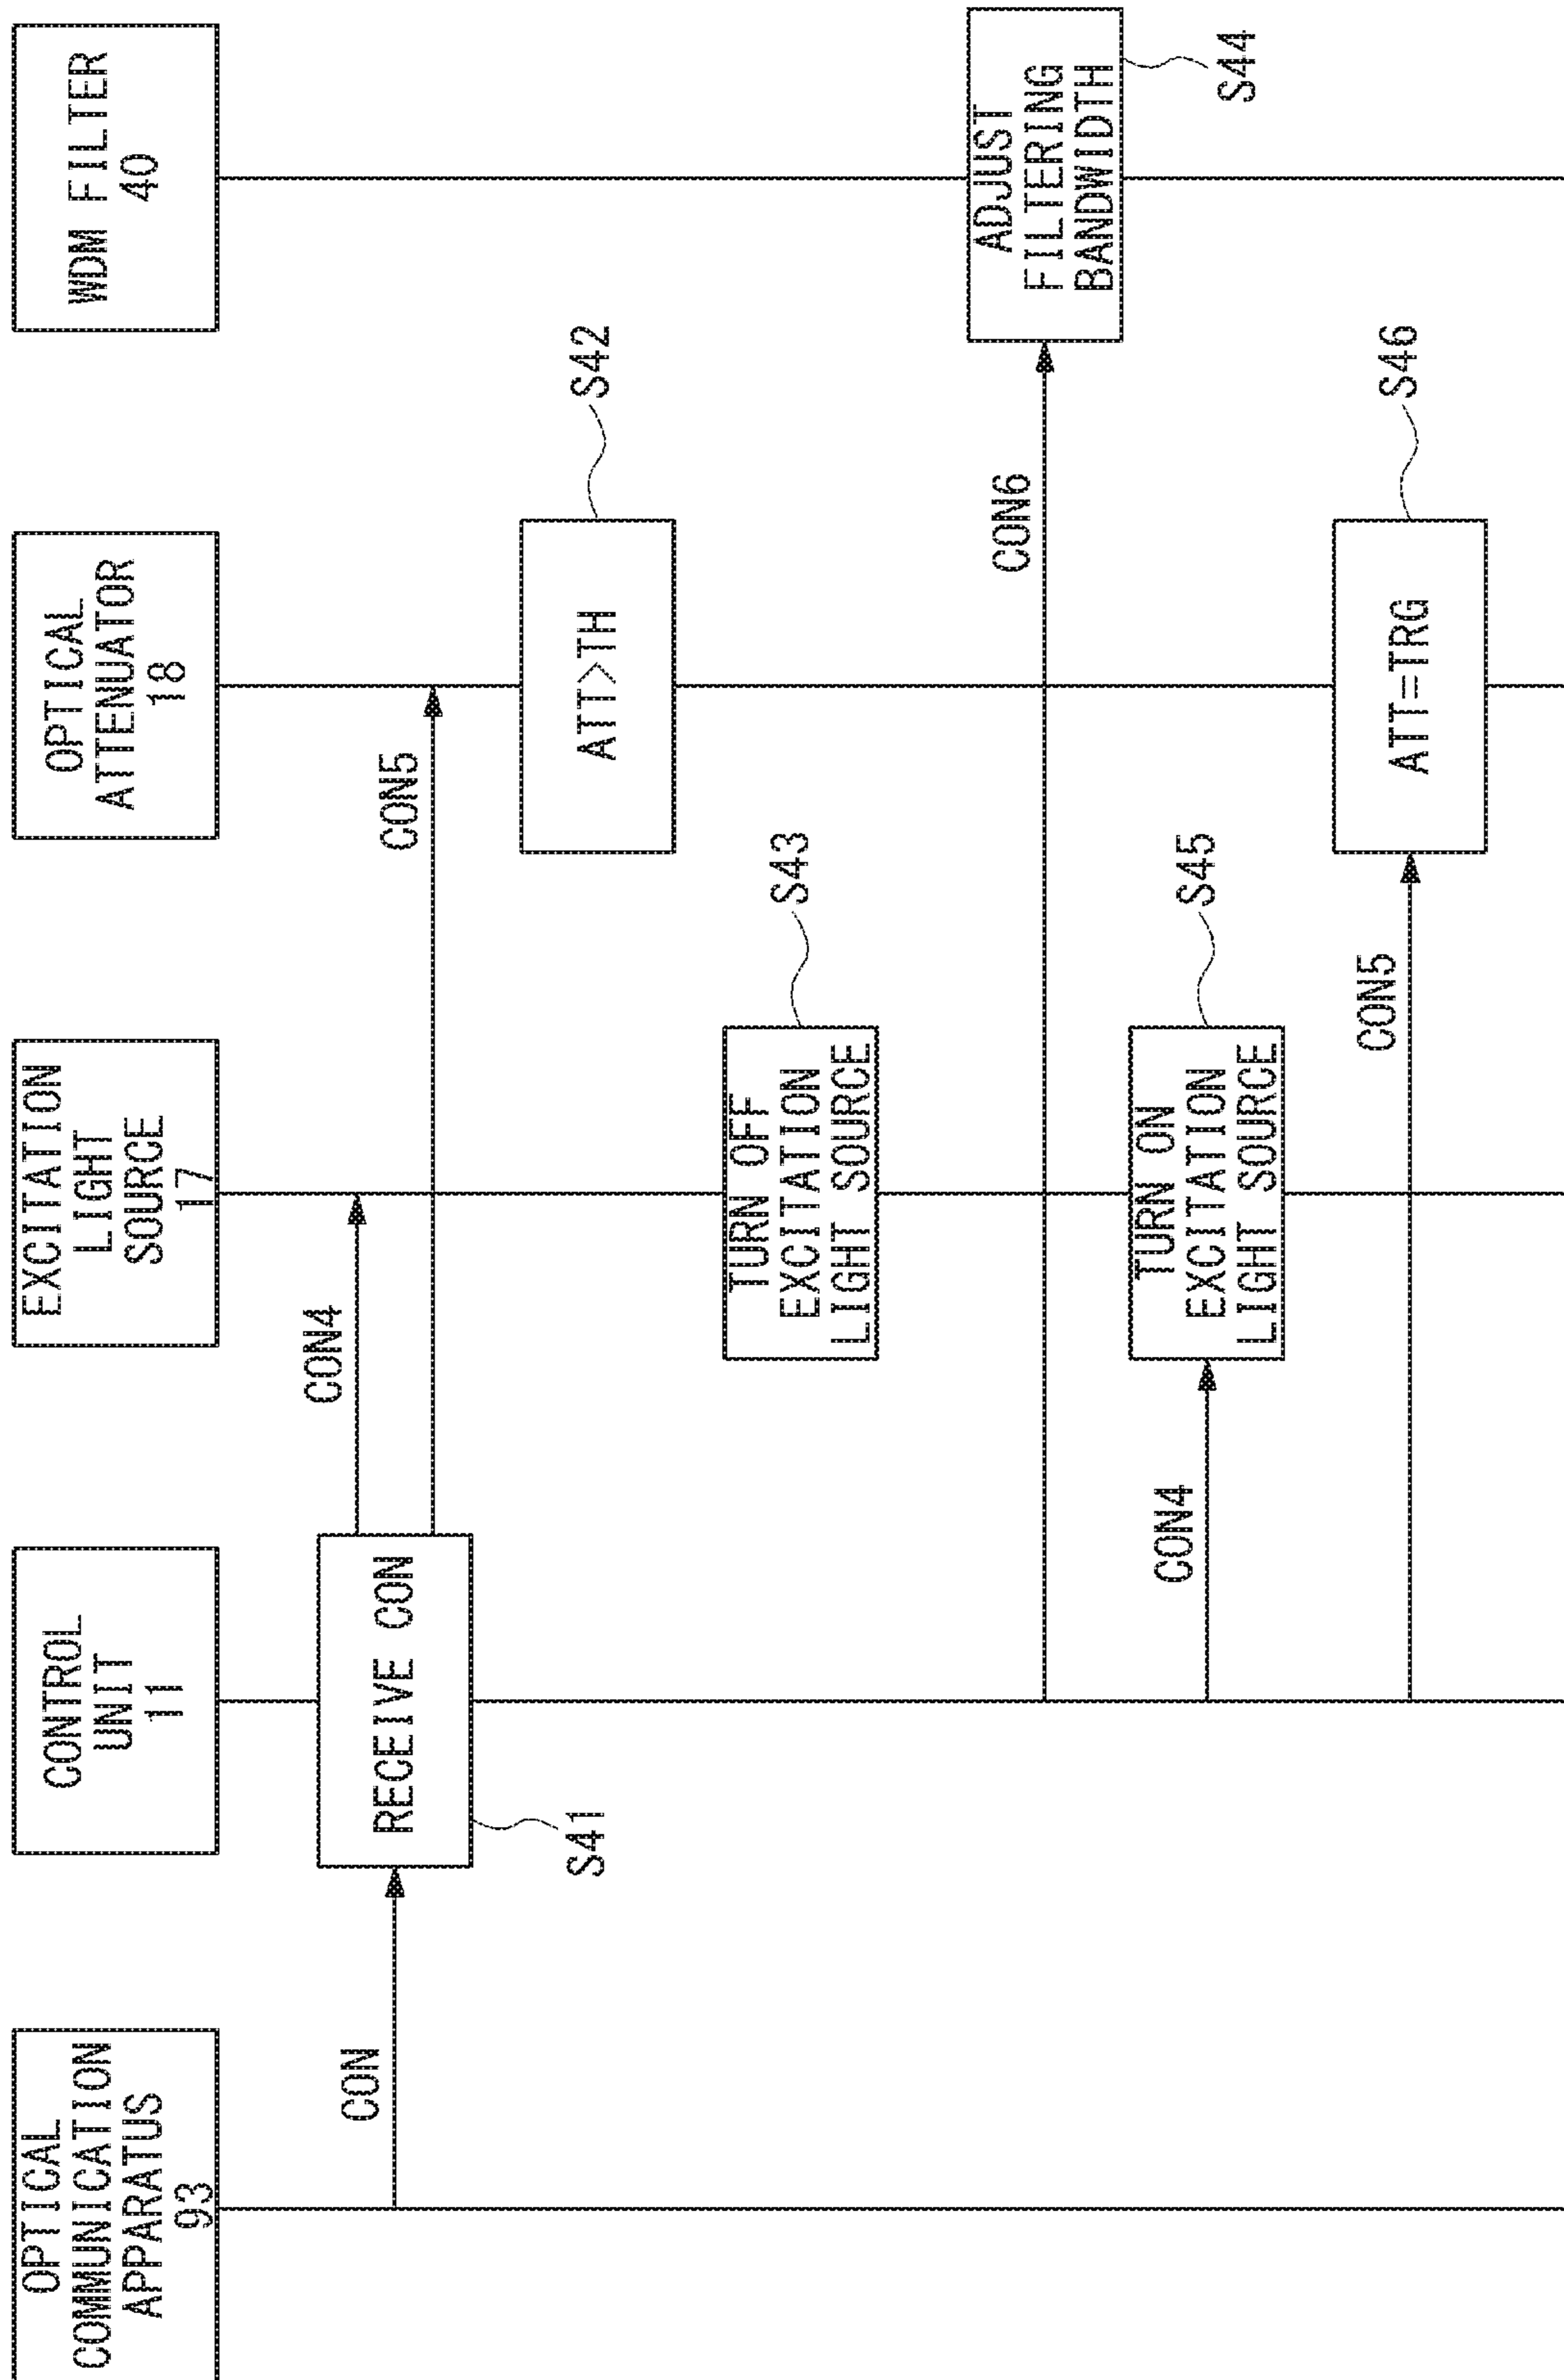 OPTICAL
COMMUNICATION
APPARATUS
93
CONTROL
UNIT
11
EXCITATION
LIGHT
SOURCE
17
OPTICAL
ATTENUATOR
18
WDM FILTER
40
CON
RECEIVE CON
S41
CON4
CON5
ATT>TH
S42
TURN OFF
EXCITATION
LIGHT SOURCE
S43
CON6
ADJUST
FILTERING
BANDWIDTH
S44
CON4
TURN ON
EXCITATION
LIGHT SOURCE
S45
CON5
ATT=TRG
S46